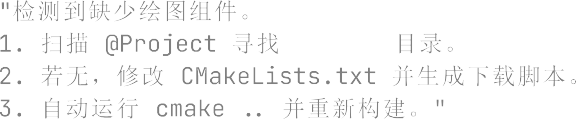 "检测到缺少绘图组件。
1. 扫描 @Project 寻找 目录。
2. 若无，修改 CMakeLists.txt 并生成下载脚本。
3. 自动运行 cmake .. 并重新构建。"